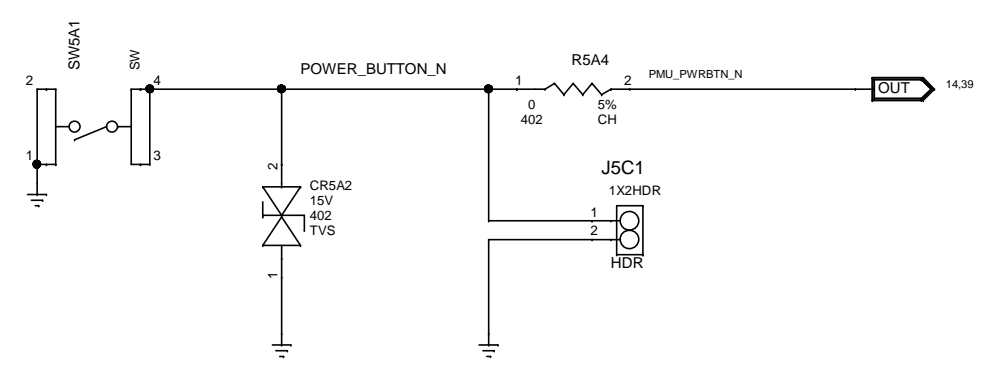 SW5A1
SW
2
1
4
3
POWER_BUTTON_N
R5A4
1
2
0
402
5%
CH
PMU_PWRBTN_N
OUT
14,39
2
CR5A2
15V
402
TVS
1
J5C1
1X2HDR
1
2
HDR